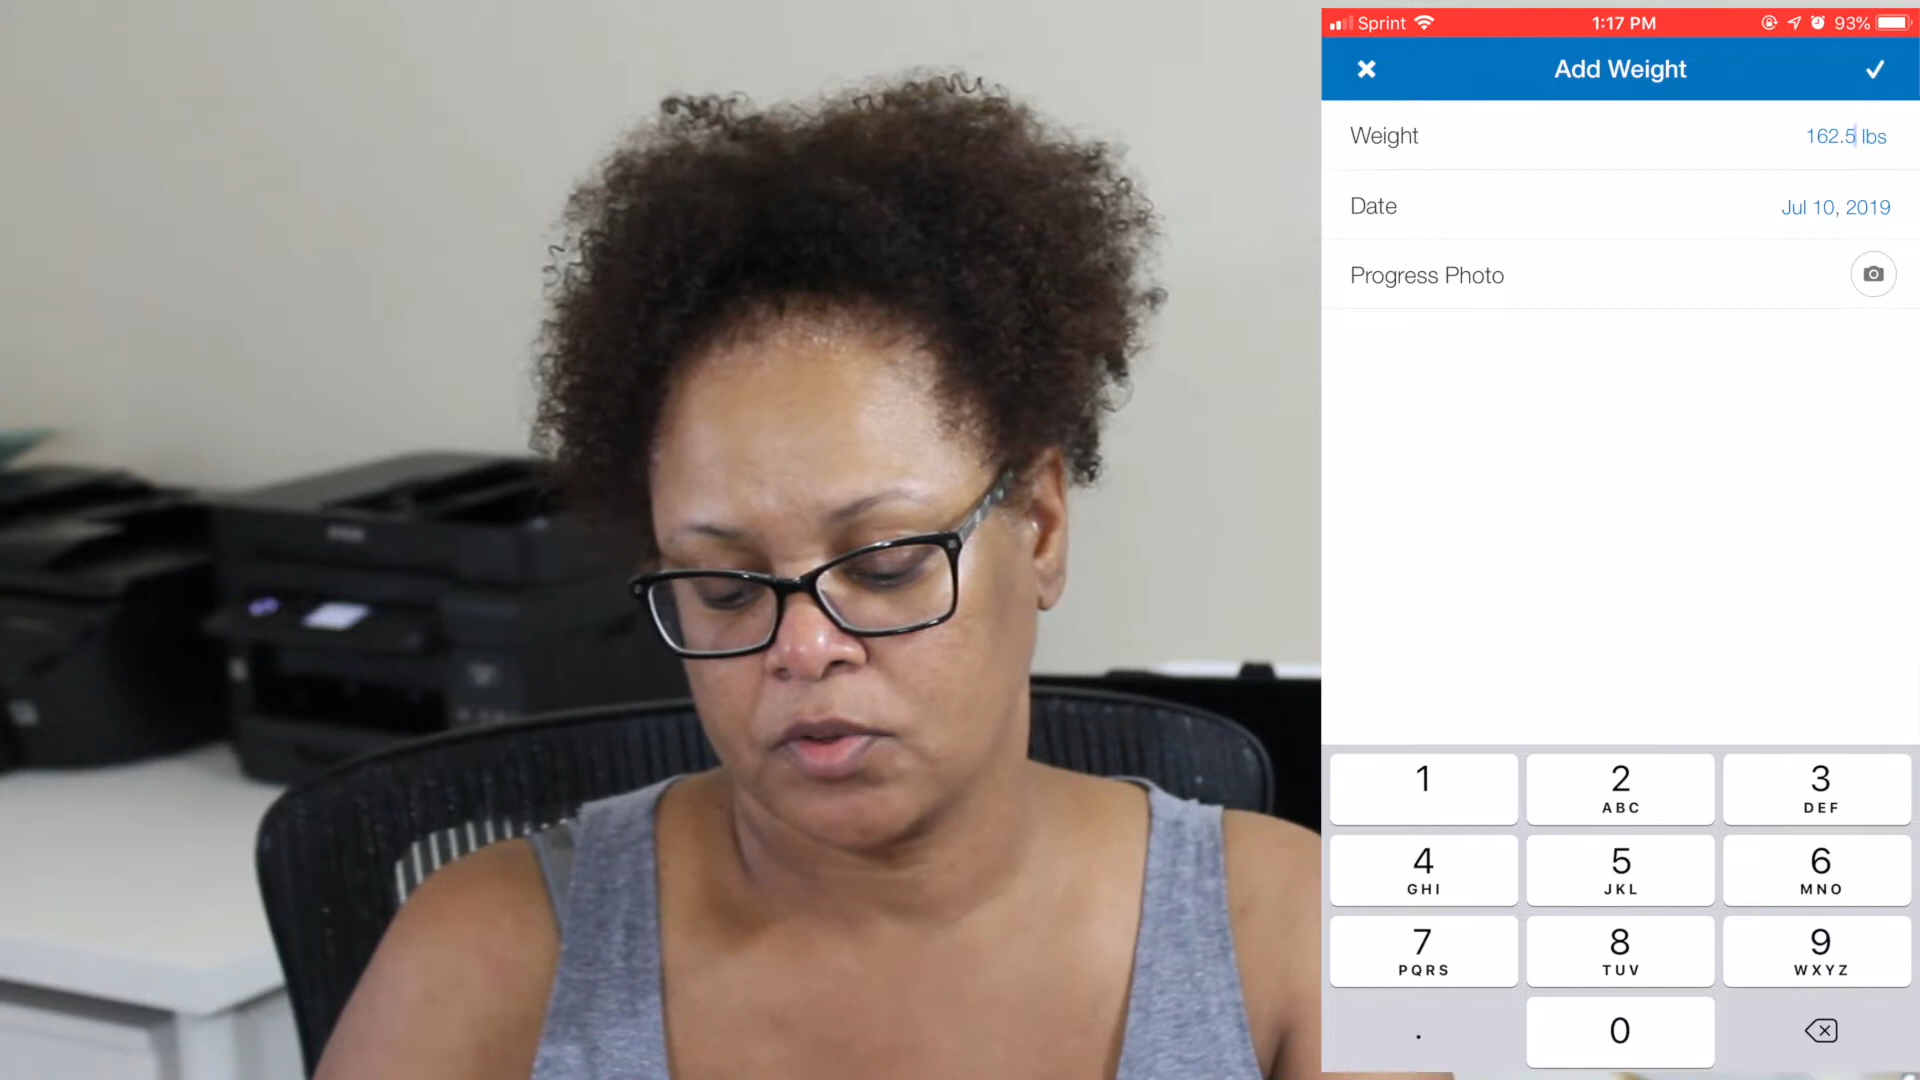 Sprint 1:17 PM 93%
Add Weight
Weight 162.5 lbs
Date Jul 10, 2019
Progress Photo
1 2 3
ABC DEF
4 5 6
GHI JKL MNO
7 8 9
PQRS TUV WXYZ
. 0